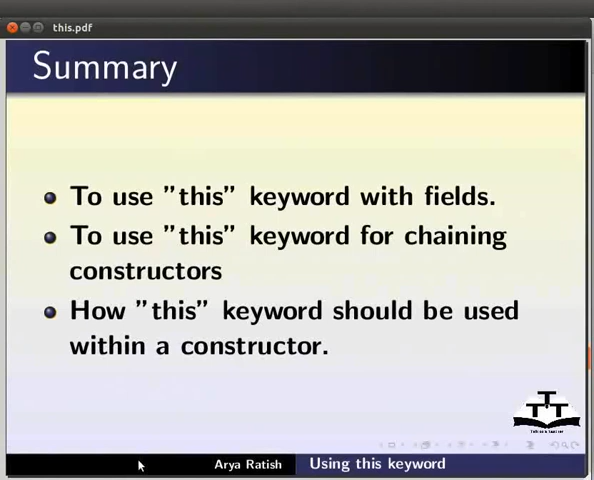 this.pdf
Summary
To use "this" keyword with fields.
To use "this" keyword for chaining
constructors
How "this" keyword should be used
within a constructor.
TTT
Arya Ratish
Using this keyword